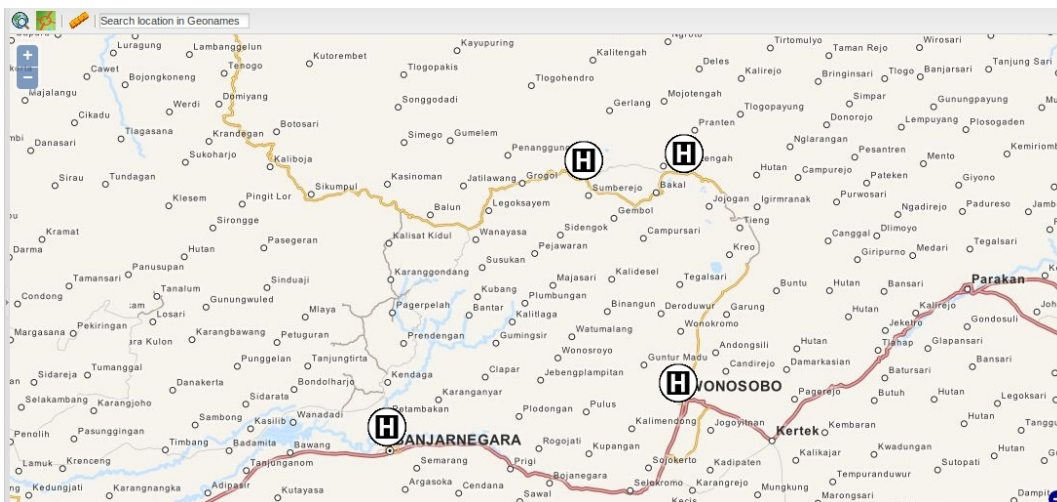 Search location in Geonames
Luragung
Lambanggelun
Kutorembet
Kayupuring
Kalitengah
Tirtomulyo
Taman Rejo
Wirosari
Cawet
Bojongkoneng
Tenogo
Tlogopakis
Tlogohendro
Deles
Kalirejo
Bringinsari
Tlogo
Banjarsari
Tanjung Sari
Majalangu
Werdi
Domiyang
Songgodadi
Gerlang
Mojotengah
Tlogopayung
Simpar
Gunungpayung
Cikadu
Tlagasana
Krandegan
Botosari
Simego
Gumelem
Pranten
Donorojo
Lempuyang
Plosogaden
Danasari
Sukoharjo
Kaliboja
Nglarangan
Pesantren
Mento
Sirau
Tundagan
Kasinoman
Jatilawang
Grogol
Hutan
Campurejo
Pateken
Giyono
Klesem
Pingit Lor
Sikumpul
Sumberejo
Bakal
Jojogan
Igirmranak
Purwosari
Balun
Legoksayem
Gembol
Tieng
Ngadirejo
Padureso
Kramat
Sirongge
Pasegeran
Kalisat Kidul
Wanayasa
Sidengok
Campursari
Canggal
Dlimoyo
Darma
Hutan
Pejawaran
Kreo
Giripurno
Medari
Tegalsari
Panusupan
Susukan
Tamansari
Tanalum
Sinduaji
Karanggondang
Majasari
Kalidesel
Tegalsari
Buntu
Hutan
Bansari
Parakan
Condong
Gunungwuled
Kubang
Plumbungan
Losari
Mlaya
Pagerpelah
Bantar
Kalitlaga
Binangun
Deroduwur
Garung
Hutan
Kalirejo
Margasana
Pekiringan
Karangbawang
Petuguran
Prendengan
Gumingsir
Watumalang
Wonokromo
Jeketro
Gondosuli
Punggelan
Tanjungtirta
Wonosroyo
Guntur Madu
Andongsili
Hutan
Tlahap
Glapansari
Sidareja
Tumanggal
Danakerta
Bondolharjo
Kendaga
Clapar
Jebengplampitan
Candirejo
Damarkasian
Batursari
Bansari
Selakambang
Karangjoho
Sidarata
Karanganyar
WONOSOBO
Pagerejo
Butuh
Hutan
Legoksari
Sambong
Wanadadi
Petambakan
Plodongan
Pulus
Penolih
Pasunggingan
Kasilib
Kalimendong
Jogoyitnan
Kertek
Kembaran
Hutan
Timbang
Badamita
Bawang
BANJARNEGARA
Rogojati
Kupangan
Kwadungan
Hutan
Lamuk
Krenceng
Tanjunganom
Semarang
Prigi
Sojokerto
Kadipaten
Kalikajar
Sutopati
Kedungjati
Karangnangka
Adipasir
Kutayasa
Argasoka
Cendana
Sawal
Bojanegara
Selokromo
Karangrejo
Mungkung
Tempuranduwur
Marongsari